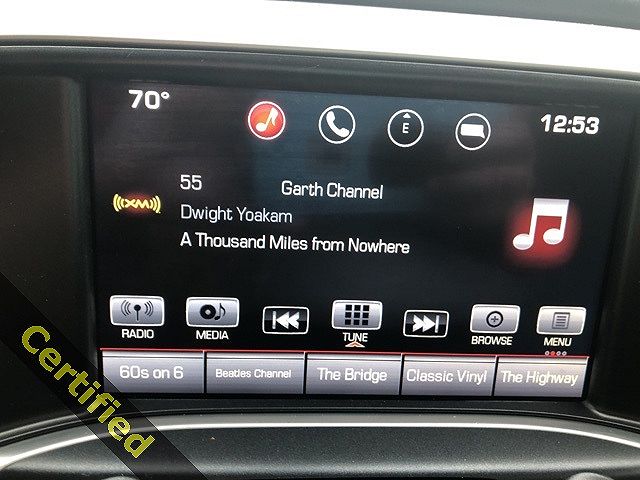 70°
E
12:53
55 Garth Channel
((XM))
Dwight Yoakam
A Thousand Miles from Nowhere
RADIO
MEDIA
TUNE
BROWSE
MENU
60s on 6
Beatles Channel
The Bridge
Classic Vinyl
The Highway
Certified